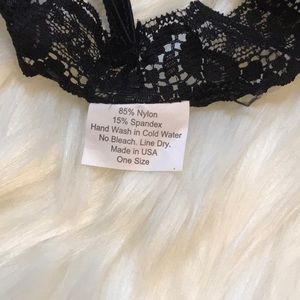 85% Nylon
15% Spandex
Hand Wash in Cold Water
No Bleach. Line Dry.
Made in USA
One Size